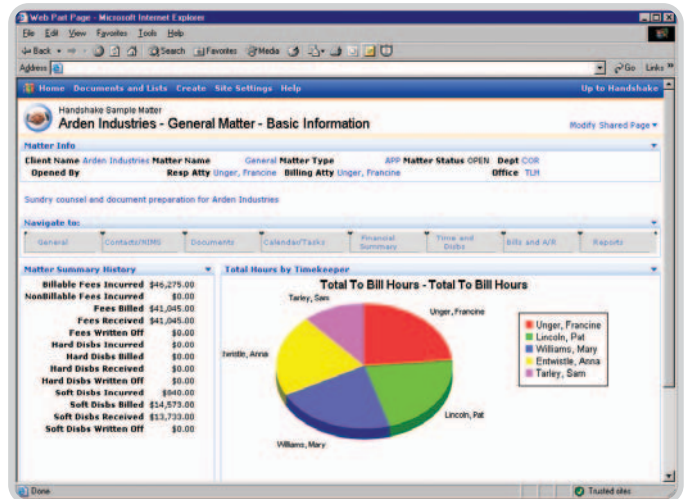 Web Part Page - Microsoft Internet Explorer
File Edit View Favorites Tools Help
Back Search Favorites Media
Address Go Links »
Home Documents and Lists Create Site Settings Help Up to Handshake
Handshake Sample Matter
Arden Industries - General Matter - Basic Information
Modify Shared Page
Matter Info
Client Name Arden Industries Matter Name General Matter Type APP Matter Status OPEN Dept COR
Opened By Resp Atty Unger, Francine Billing Atty Unger, Francine Office TLM
Sundry counsel and document preparation for Arden Industries
Navigate to:
General Contacts/NIMS Documents Calendar/Tasks Financial Summary Time and Disbs Bills and A/R Reports
Matter Summary History
Billable Fees Incurred $46,275.00
NonBillable Fees Incurred $0.00
Fees Billed $41,045.00
Fees Received $41,045.00
Fees Written Off $0.00
Hard Disbs Incurred $0.00
Hard Disbs Billed $0.00
Hard Disbs Received $0.00
Hard Disbs Written Off $0.00
Soft Disbs Incurred $840.00
Soft Disbs Billed $14,573.00
Soft Disbs Received $13,733.00
Soft Disbs Written Off $0.00
Total Hours by Timekeeper
Total To Bill Hours - Total To Bill Hours
Tarley, Sam
Unger, Francine
twistle, Anna
Lincoln, Pat
Williams, Mary
Unger, Francine
Lincoln, Pat
Williams, Mary
Entwistle, Anna
Tarley, Sam
Done Trusted sites